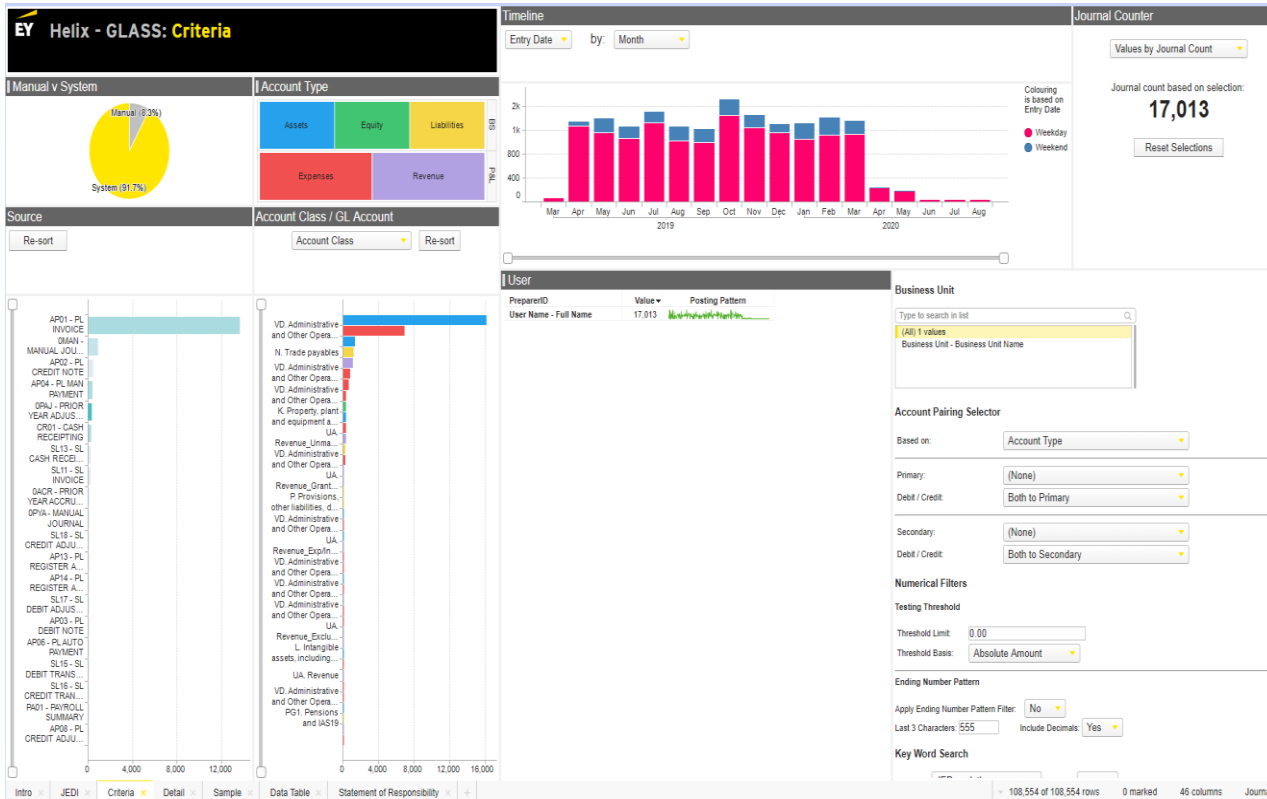 EY Helix - GLASS: Criteria
Timeline
Entry Date by: Month
Journal Counter
Values by Journal Count
Journal count based on selection:
17,013
Reset Selections
Manual v System
Manual (8.3%)
System (91.7%)
Account Type
Assets Equity Liabilities BS
Expenses Revenue P&L
Colouring
is based on
Entry Date
Weekday
Weekend
2k
1k
800
400
0
Mar Apr May Jun Jul Aug Sep Oct Nov Dec Jan Feb Mar Apr May Jun Jul Aug
2019 2020
Source
Re-sort
Account Class / GL Account
Account Class Re-sort
AP01 - PL
INVOICE
0MAN -
MANUAL JOU...
AP02 - PL
CREDIT NOTE
AP04 - PL MAN
PAYMENT
0PAJ - PRIOR
YEAR ADJUS...
CR01 - CASH
RECEIPTING
SL13 - SL
CASH RECEI...
SL11 - SL
INVOICE
0ACR - PRIOR
YEAR ACCRU...
0PYA - MANUAL
JOURNAL
SL18 - SL
CREDIT ADJU...
AP13 - PL
REGISTER A...
AP14 - PL
REGISTER A...
SL17 - SL
DEBIT ADJUS...
AP03 - PL
DEBIT NOTE
AP06 - PL AUTO
PAYMENT
SL15 - SL
DEBIT TRANS...
SL16 - SL
CREDIT TRAN...
PA01 - PAYROLL
SUMMARY
AP08 - PL
CREDIT ADJU...
0 4,000 8,000 12,000
VD. Administrative
and Other Opera...
N. Trade payables
VD. Administrative
and Other Opera...
VD. Administrative
and Other Opera...
K. Property, plant
and equipment a...
UA.
Revenue_Unma...
VD. Administrative
and Other Opera...
UA.
Revenue_Grant...
P. Provisions,
other liabilities, d...
VD. Administrative
and Other Opera...
UA.
Revenue_Exp/In...
VD. Administrative
and Other Opera...
VD. Administrative
and Other Opera...
VD. Administrative
and Other Opera...
UA.
Revenue_Exclu...
L. Intangible
assets, including...
UA. Revenue
VD. Administrative
and Other Opera...
PG1. Pensions
and IAS19
0 4,000 8,000 12,000 16,000
User
PreparerID Value Posting Pattern
User Name - Full Name 17,013
Business Unit
Type to search in list
(All) 1 values
Business Unit - Business Unit Name
Account Pairing Selector
Based on: Account Type
Primary: (None)
Debit / Credit: Both to Primary
Secondary: (None)
Debit / Credit: Both to Secondary
Numerical Filters
Testing Threshold
Threshold Limit: 0.00
Threshold Basis: Absolute Amount
Ending Number Pattern
Apply Ending Number Pattern Filter: No
Last 3 Characters: 555 Include Decimals: Yes
Key Word Search
Intro JEDI Criteria Detail Sample Data Table Statement of Responsibility +
108,554 of 108,554 rows 0 marked 46 columns Journa